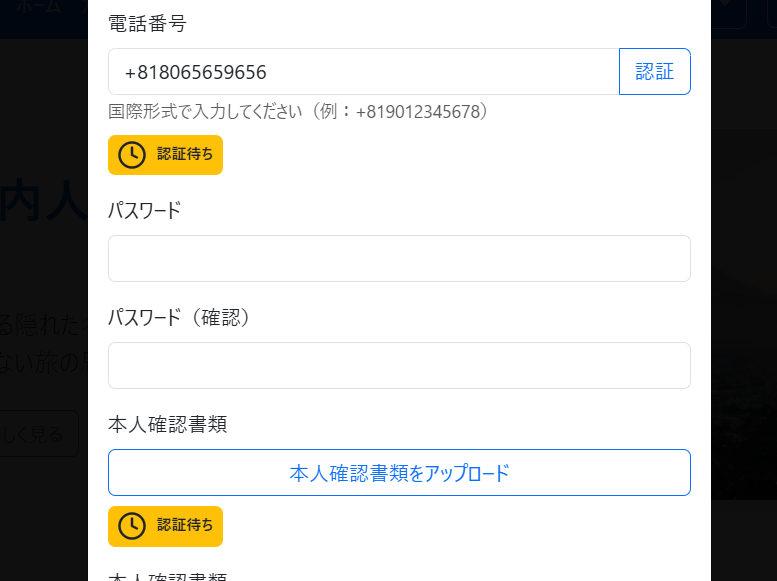 ホーム
電話番号
+818065659656
認証
国際形式で入力してください（例：+819012345678）
認証待ち
内人
パスワード
る隠れた
パスワード（確認）
ない旅の
しく見る
本人確認書類
本人確認書類をアップロード
認証待ち
本人確認書類